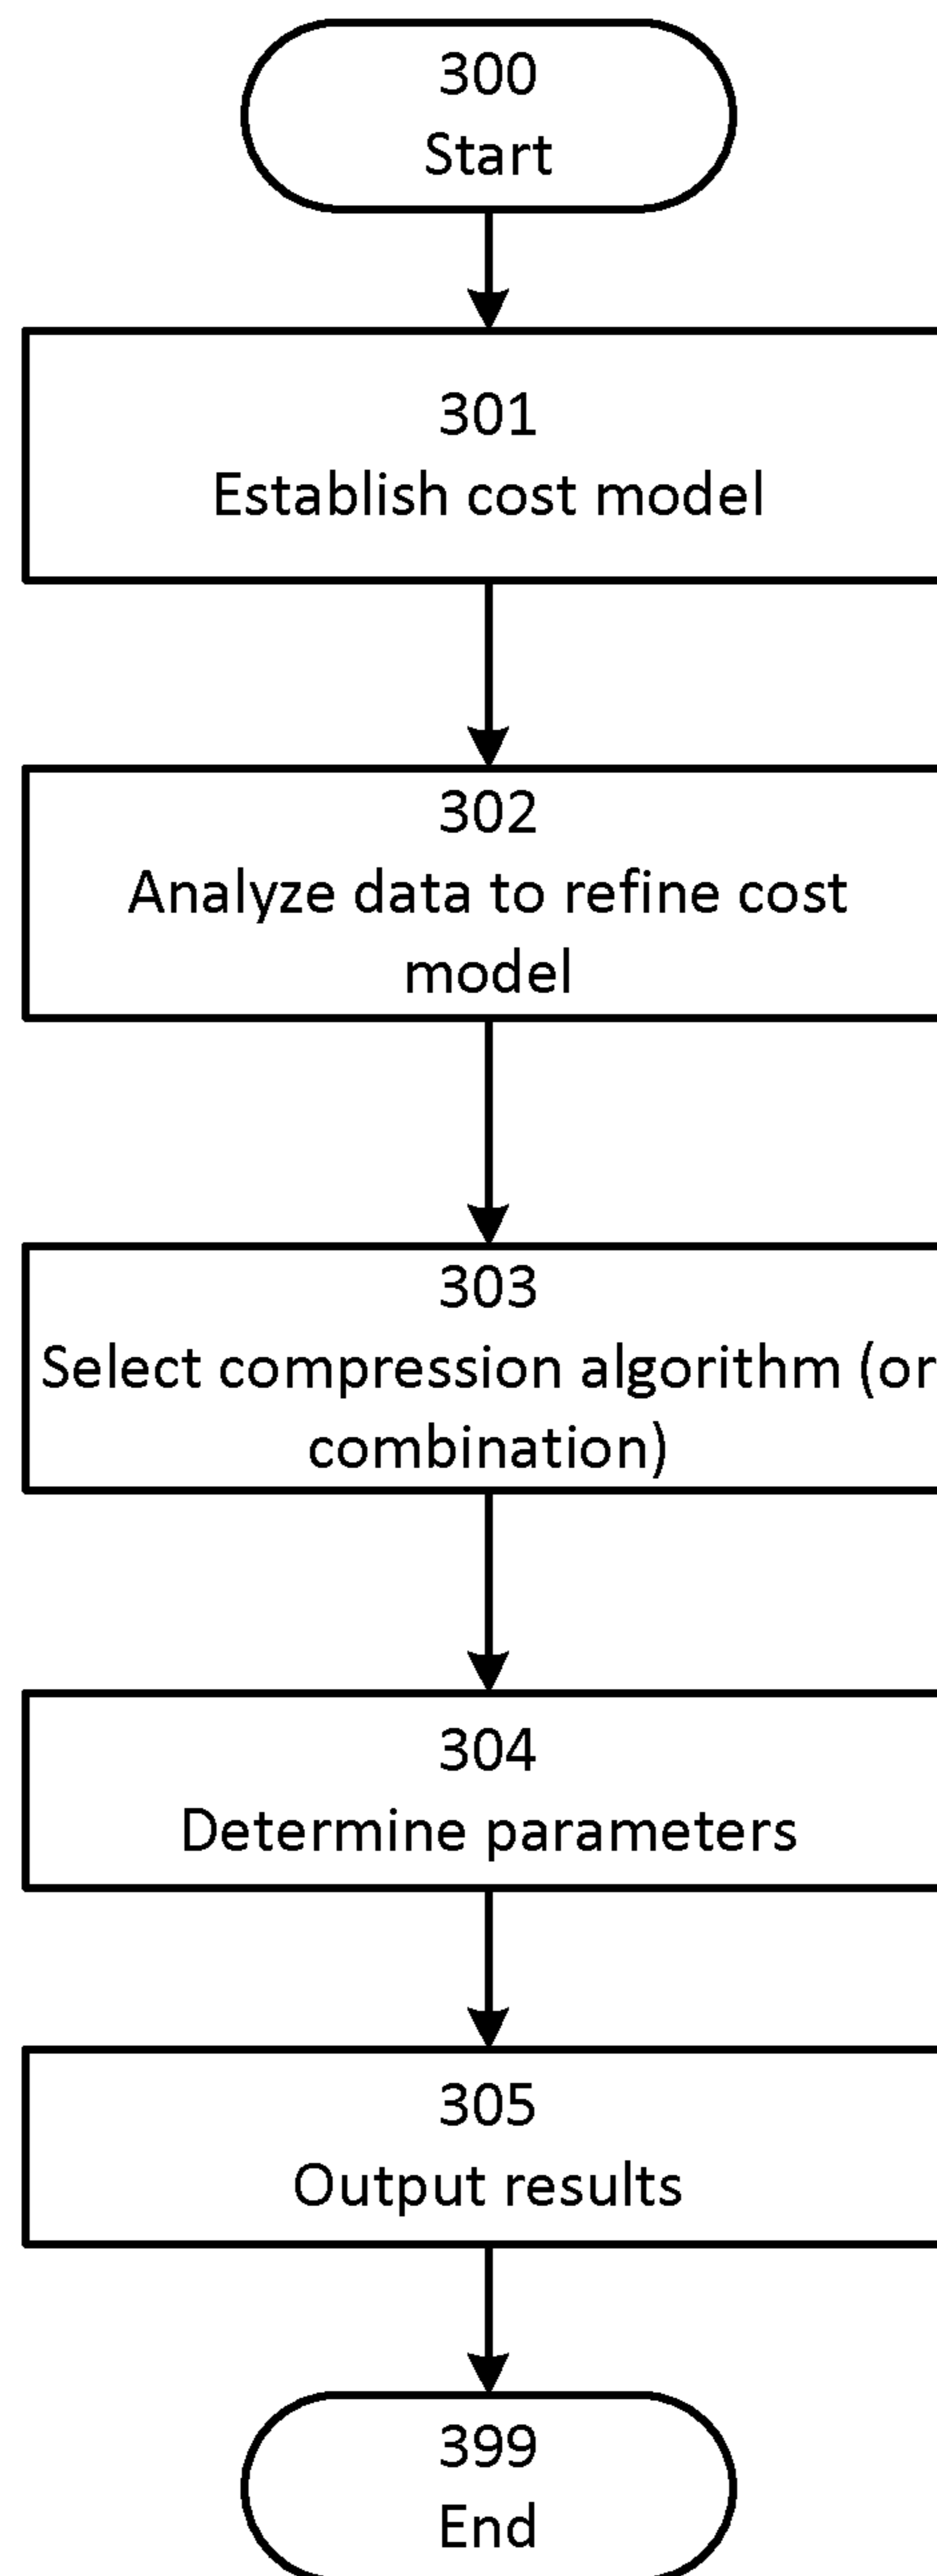 300
Start
301
Establish cost model
302
Analyze data to refine cost
model
303
Select compression algorithm (or
combination)
304
Determine parameters
305
Output results
399
End